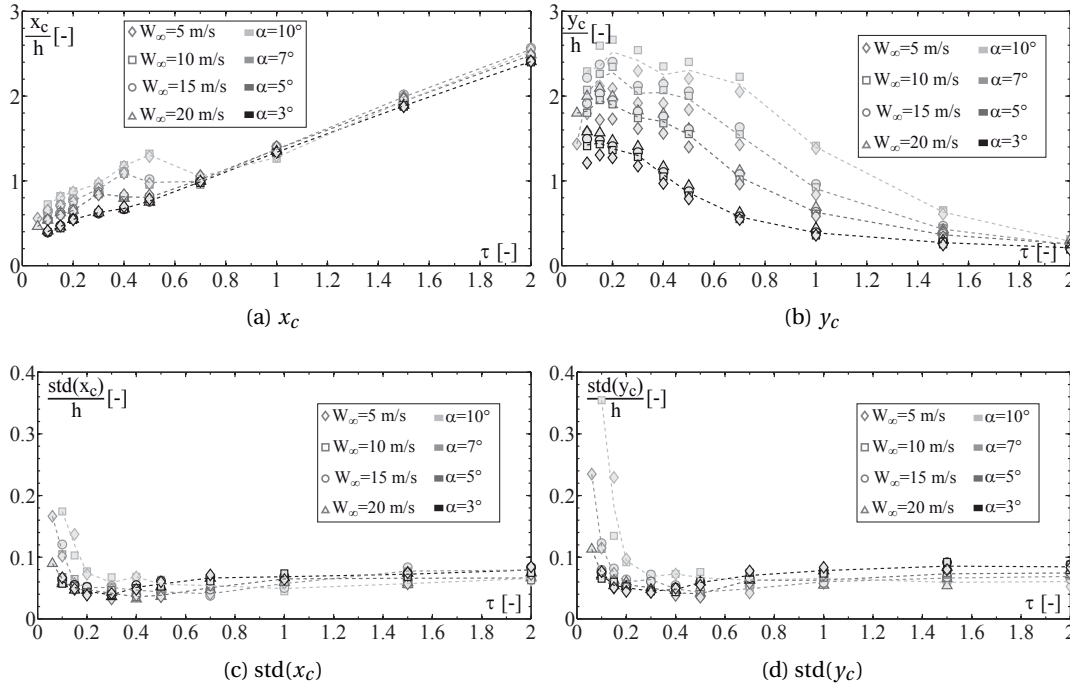 3
x_c
h [-]
W∞=5 m/s α=10°
W∞=10 m/s α=7°
W∞=15 m/s α=5°
W∞=20 m/s α=3°
2
1
0
0 0.2 0.4 0.6 0.8 1 1.2 1.4 1.6 1.8 2
τ [-]
(a) x_c
3
y_c
h [-]
W∞=5 m/s α=10°
W∞=10 m/s α=7°
W∞=15 m/s α=5°
W∞=20 m/s α=3°
2
1
0
0 0.2 0.4 0.6 0.8 1 1.2 1.4 1.6 1.8 2
τ [-]
(b) y_c
0.4
std(x_c)
h [-]
W∞=5 m/s α=10°
W∞=10 m/s α=7°
W∞=15 m/s α=5°
W∞=20 m/s α=3°
0.3
0.2
0.1
0
0 0.2 0.4 0.6 0.8 1 1.2 1.4 1.6 1.8 2
τ [-]
(c) std(x_c)
0.4
std(y_c)
h [-]
W∞=5 m/s α=10°
W∞=10 m/s α=7°
W∞=15 m/s α=5°
W∞=20 m/s α=3°
0.3
0.2
0.1
0
0 0.2 0.4 0.6 0.8 1 1.2 1.4 1.6 1.8 2
τ [-]
(d) std(y_c)